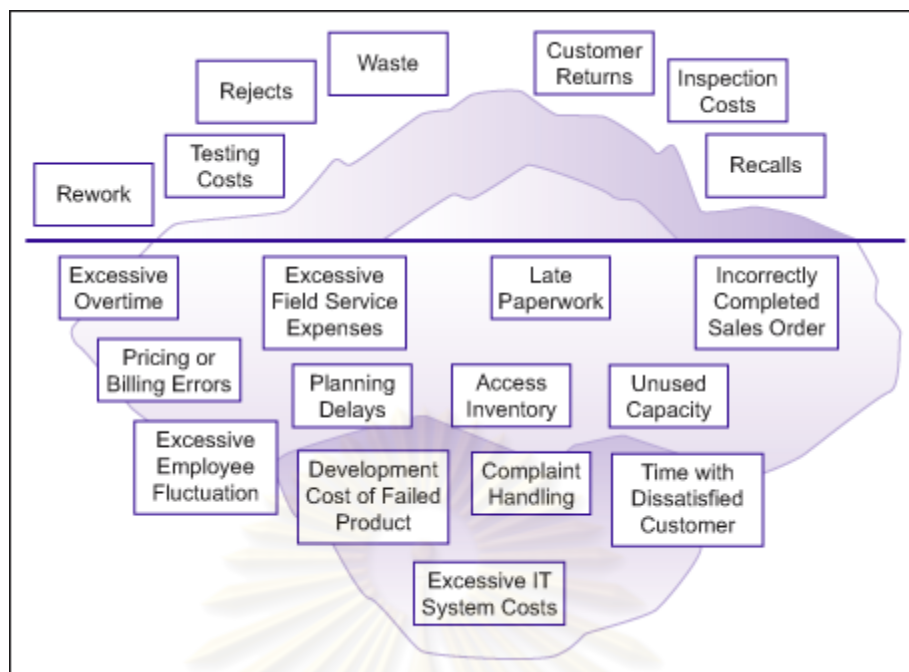 Waste
Customer
Returns
Rejects
Inspection
Costs
Testing
Costs
Recalls
Rework
Excessive
Overtime
Excessive
Field Service
Expenses
Late
Paperwork
Incorrectly
Completed
Sales Order
Pricing or
Billing Errors
Planning
Delays
Access
Inventory
Unused
Capacity
Excessive
Employee
Fluctuation
Development
Cost of Failed
Product
Complaint
Handling
Time with
Dissatisfied
Customer
Excessive IT
System Costs